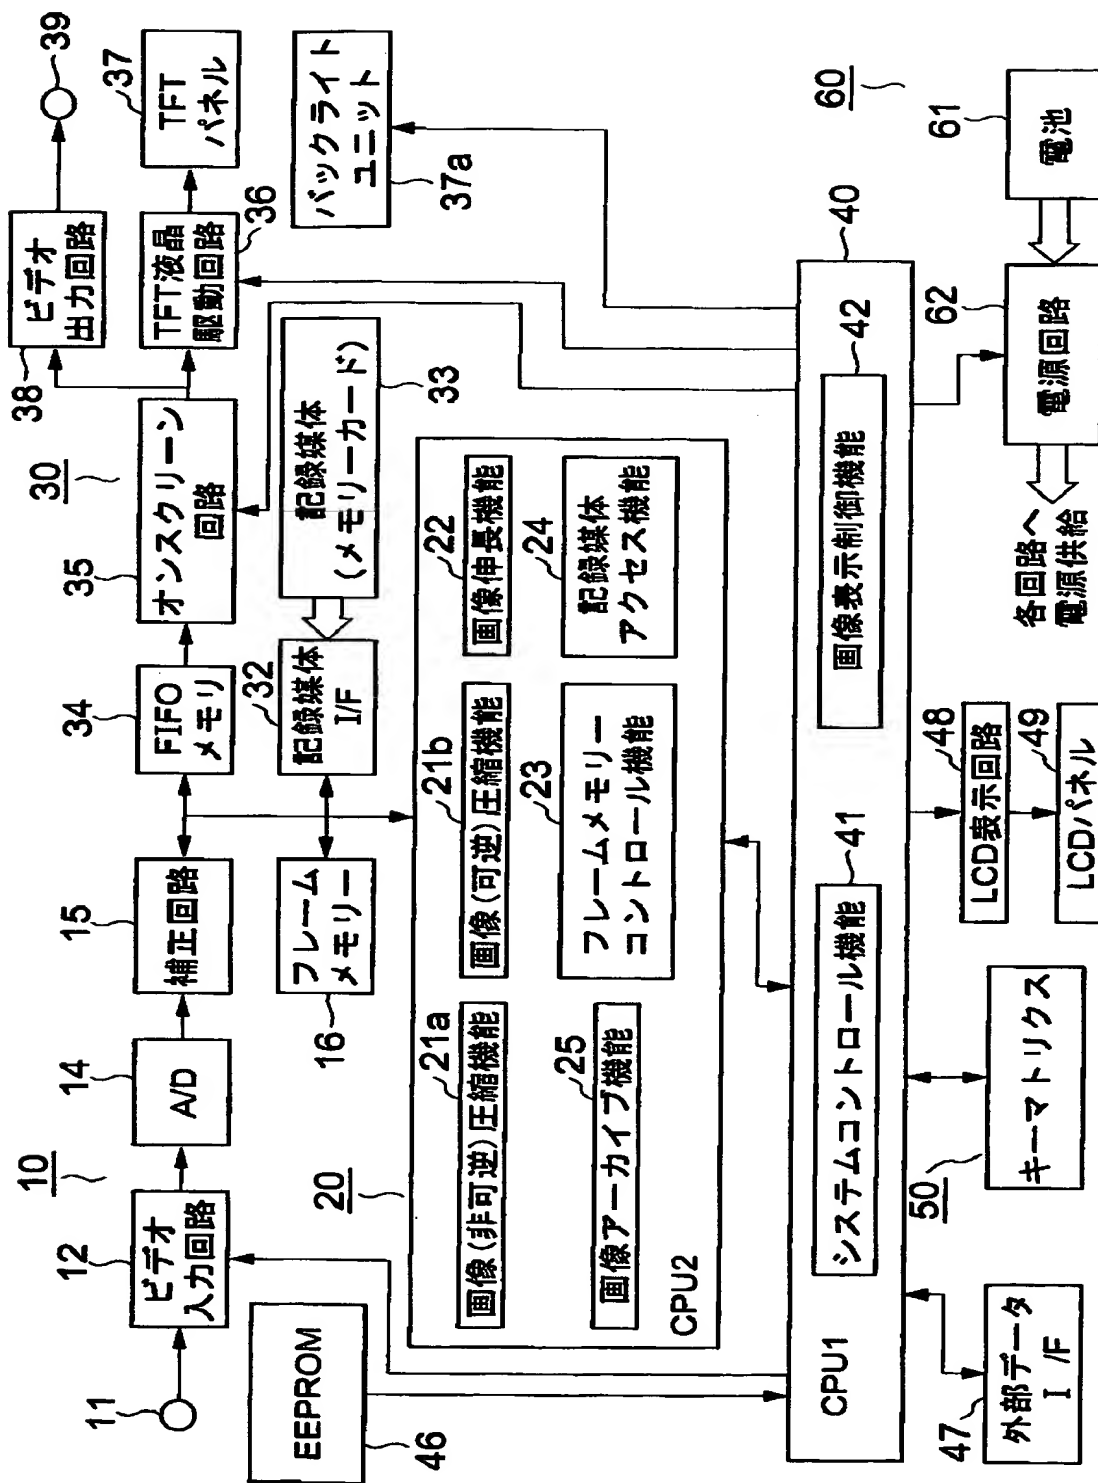 11
12
ビデオ
入力回路
10
14
A/D
15
補正回路
34
FIFO
メモリ
35
オンスクリーン
回路
30
38
ビデオ
出力回路
39
TFT液晶
駆動回路
36
37
TFT
パネル
EEPROM
46
16
フレーム
メモリー
32
記録媒体
I/F
記録媒体
(メモリーカード)
33
バックライト
ユニット
37a
20
21a
画像(非可逆)圧縮機能
21b
画像(可逆)圧縮機能
22
画像伸長機能
25
画像アーカイブ機能
23
フレームメモリー
コントロール機能
24
記録媒体
アクセス機能
CPU2
CPU1
システムコントロール機能
41
画像表示制御機能
42
40
60
47
外部データ
I/F
50
キーマトリクス
LCD表示回路
48
LCDパネル
49
各回路へ
電源供給
電源回路
62
電池
61